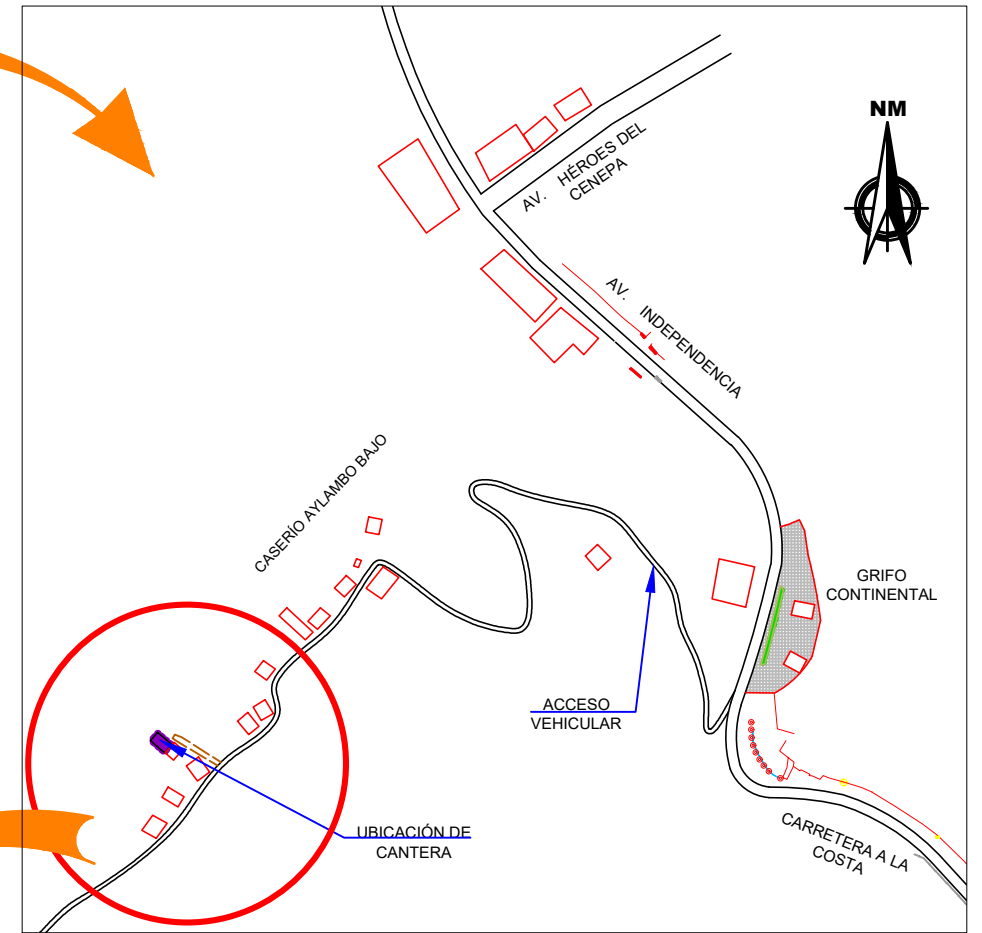 NM
AV. HÉROES DEL
CENEPA
AV. INDEPENDENCIA
CASERÍO AYLAMBO BAJO
GRIFO
CONTINENTAL
ACCESO
VEHICULAR
UBICACIÓN DE
CANTERA
CARRETERA A LA
COSTA